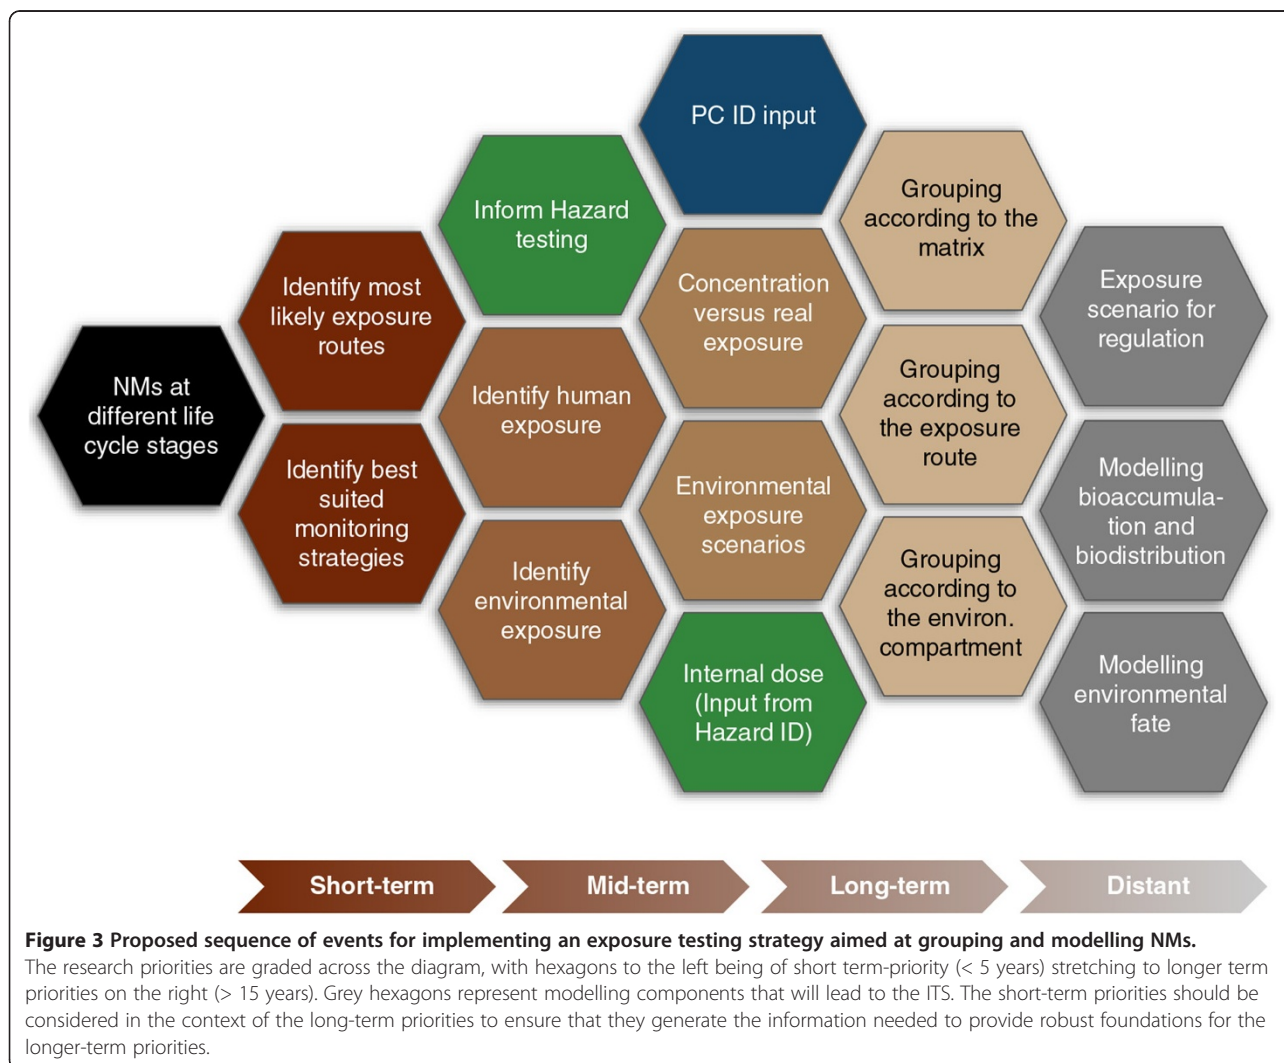 PC ID input
Inform Hazard
testing
Grouping
according to the
matrix
Identify most
likely exposure
routes
Concentration
versus real
exposure
Exposure
scenario for
regulation
NMs at
different life
cycle stages
Identify human
exposure
Grouping
according to
the exposure
route
Identify best
suited
monitoring
strategies
Environmental
exposure
scenarios
Modelling
bioaccumula-
tion and
biodistribution
Identify
environmental
exposure
Grouping
according to
the environ.
compartment
Internal dose
(Input from
Hazard ID)
Modelling
environmental
fate
Short-term
Mid-term
Long-term
Distant
Figure 3 Proposed sequence of events for implementing an exposure testing strategy aimed at grouping and modelling NMs.
The research priorities are graded across the diagram, with hexagons to the left being of short term-priority (< 5 years) stretching to longer term
priorities on the right (> 15 years). Grey hexagons represent modelling components that will lead to the ITS. The short-term priorities should be
considered in the context of the long-term priorities to ensure that they generate the information needed to provide robust foundations for the
longer-term priorities.